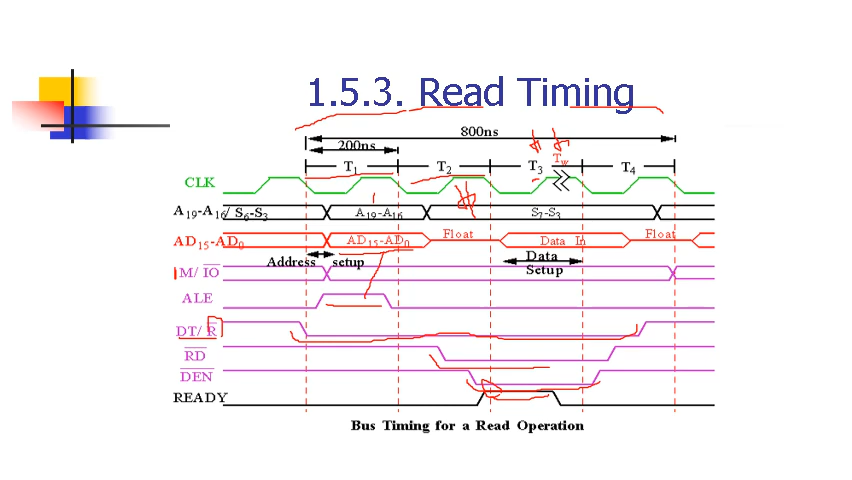 1.5.3. Read Timing
800ns
200ns
T1 T2 T3 Tw T4
CLK
A19-A16/ S6-S3 A19-A16 S7-S3
AD15-AD0 AD15-AD0 Float Data In Float
Address setup Data Setup
M/ IO
ALE
DT/ R
RD
DEN
READY
Bus Timing for a Read Operation